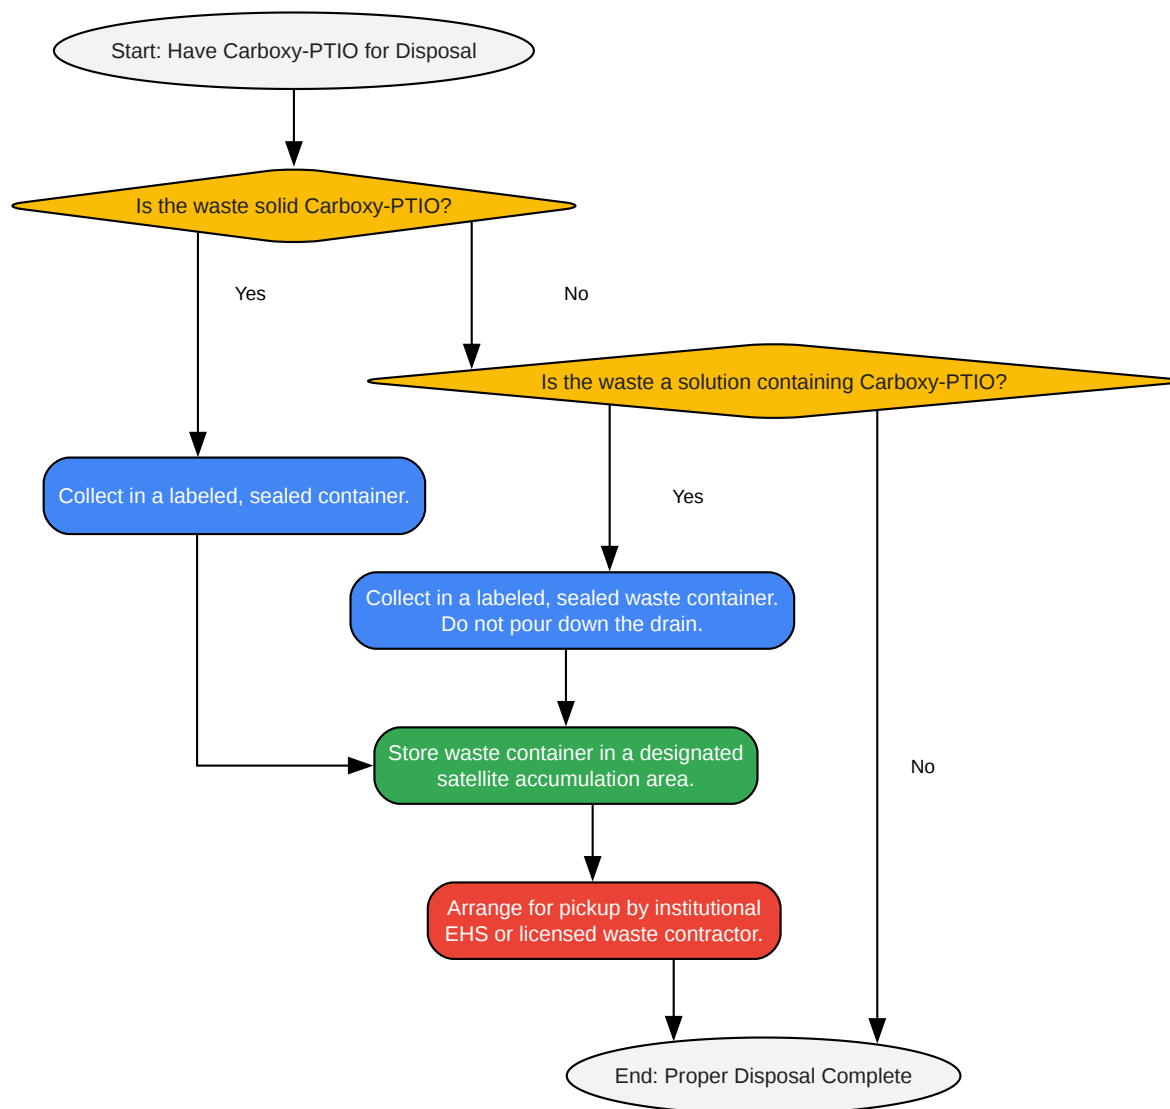 Start: Have Carboxy-PTIO for Disposal
Is the waste solid Carboxy-PTIO?
Yes
No
Is the waste a solution containing Carboxy-PTIO?
Collect in a labeled, sealed container.
Yes
Collect in a labeled, sealed waste container.
Do not pour down the drain.
Store waste container in a designated
satellite accumulation area.
No
Arrange for pickup by institutional
EHS or licensed waste contractor.
End: Proper Disposal Complete